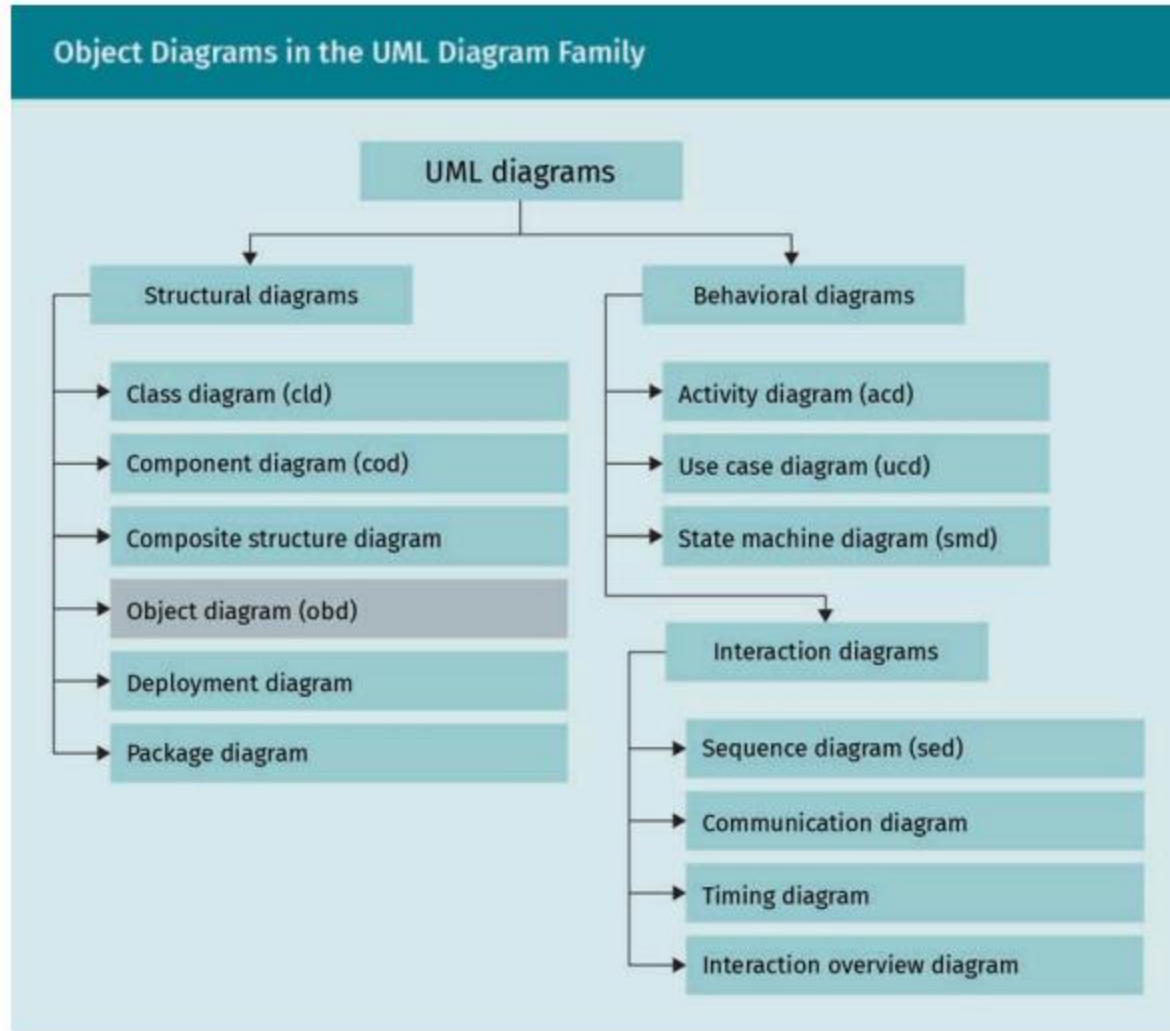 Object Diagrams in the UML Diagram Family
UML diagrams
Structural diagrams
Class diagram (cld)
Component diagram (cod)
Composite structure diagram
Object diagram (obd)
Deployment diagram
Package diagram
Behavioral diagrams
Activity diagram (acd)
Use case diagram (ucd)
State machine diagram (smd)
Interaction diagrams
Sequence diagram (sed)
Communication diagram
Timing diagram
Interaction overview diagram